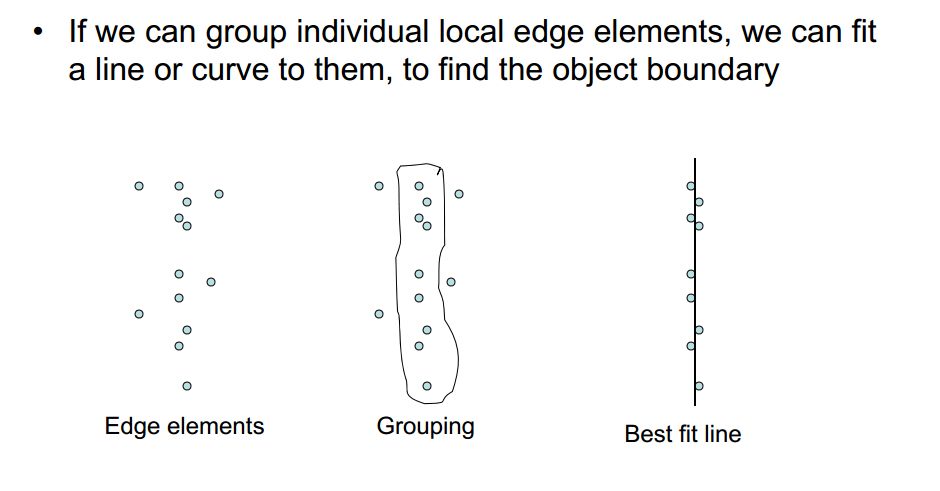 • If we can group individual local edge elements, we can fit
a line or curve to them, to find the object boundary
Edge elements
Grouping
Best fit line